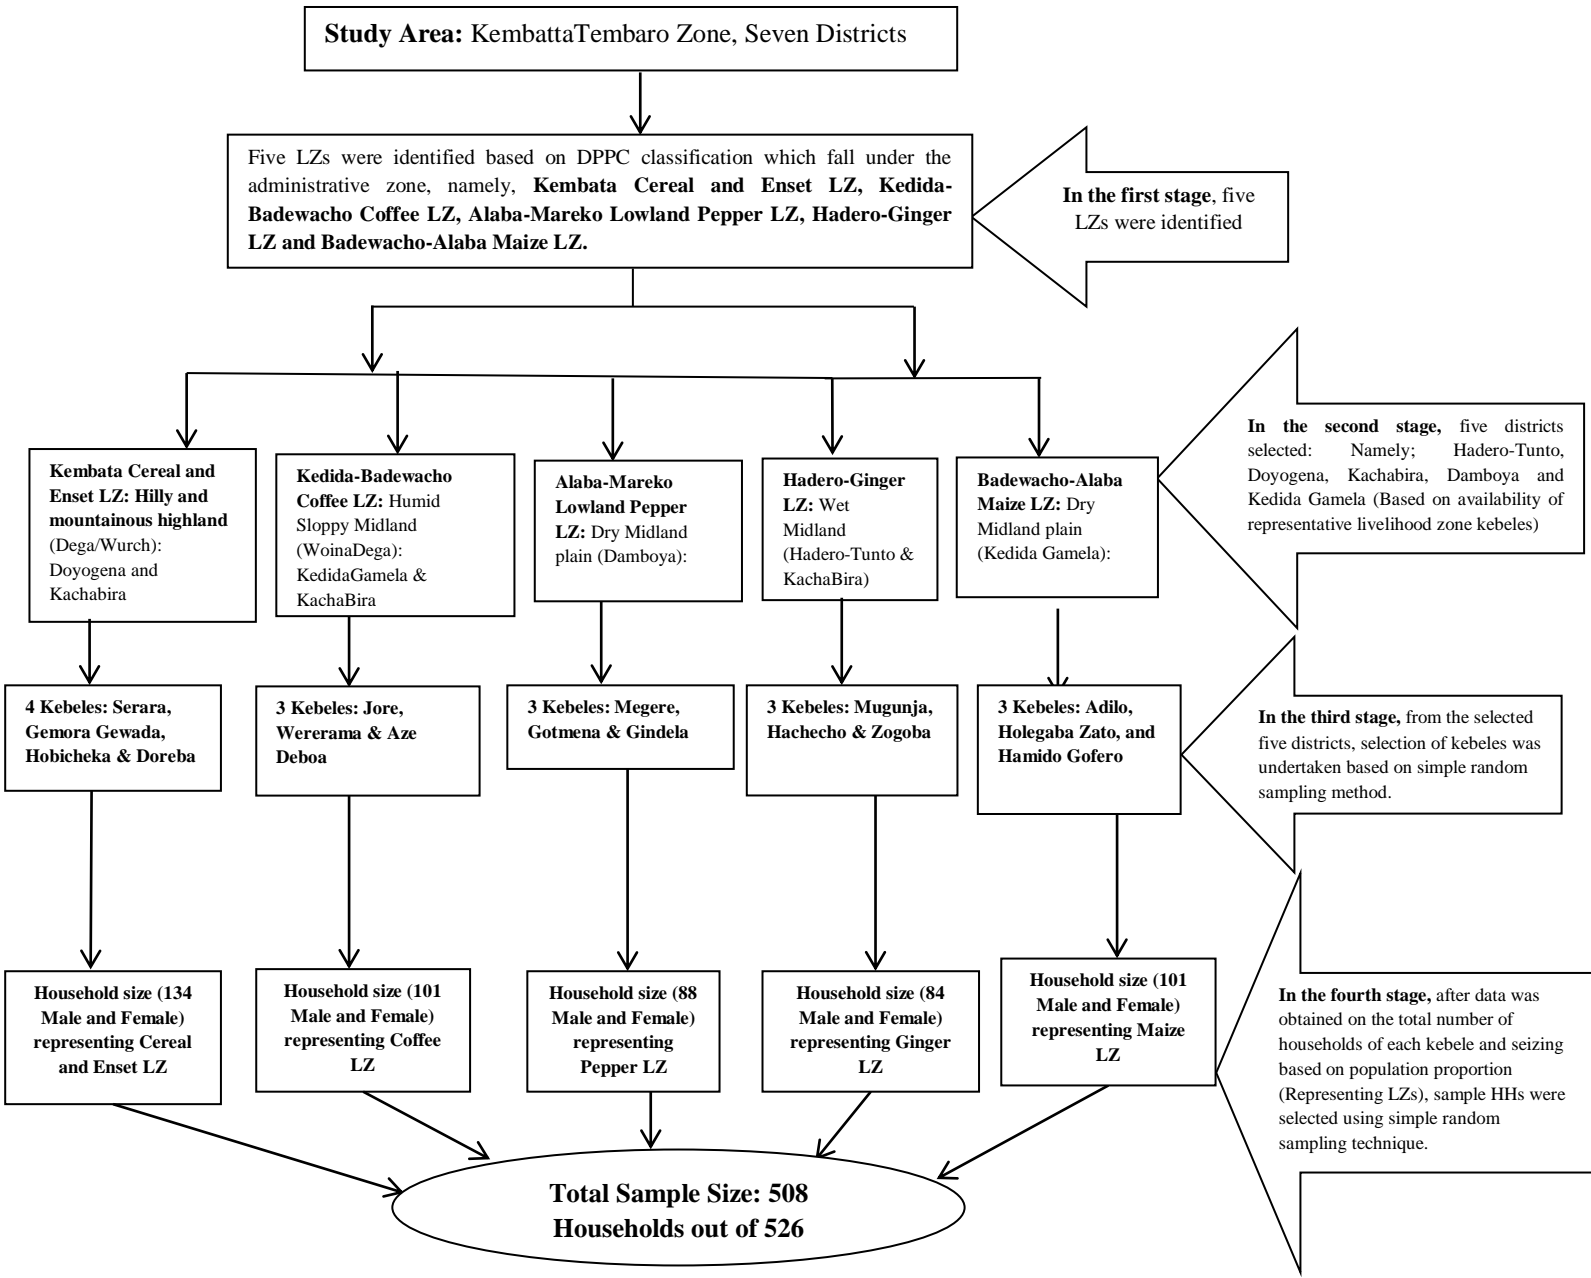 Study Area: KembattaTembaro Zone, Seven Districts
Five LZs were identified based on DPPC classification which fall under the
administrative zone, namely, Kembata Cereal and Enset LZ, Kedida-
Badewacho Coffee LZ, Alaba-Mareko Lowland Pepper LZ, Hadero-Ginger
LZ and Badewacho-Alaba Maize LZ.
In the first stage, five
LZs were identified
Kembata Cereal and
Enset LZ: Hilly and
mountainous highland
(Dega/Wurch):
Doyogena and
Kachabira
Kedida-Badewacho
Coffee LZ: Humid
Sloppy Midland
(WoinaDega):
KedidaGamela &
KachaBira
Alaba-Mareko
Lowland Pepper
LZ: Dry Midland
plain (Damboya):
Hadero-Ginger
LZ: Wet
Midland
(Hadero-Tunto &
KachaBira)
Badewacho-Alaba
Maize LZ: Dry
Midland plain
(Kedida Gamela):
In the second stage, five districts
selected: Namely; Hadero-Tunto,
Doyogena, Kachabira, Damboya and
Kedida Gamela (Based on availability of
representative livelihood zone kebeles)
4 Kebeles: Serara,
Gemora Gewada,
Hobicheka & Doreba
3 Kebeles: Jore,
Wererama & Aze
Deboa
3 Kebeles: Megere,
Gotmena & Gindela
3 Kebeles: Mugunja,
Hachecho & Zogoba
3 Kebeles: Adilo,
Holegaba Zato, and
Hamido Gofero
In the third stage, from the selected
five districts, selection of kebeles was
undertaken based on simple random
sampling method.
Household size (134
Male and Female)
representing Cereal
and Enset LZ
Household size (101
Male and Female)
representing Coffee
LZ
Household size (88
Male and Female)
representing
Pepper LZ
Household size (84
Male and Female)
representing Ginger
LZ
Household size (101
Male and Female)
representing Maize
LZ
In the fourth stage, after data was
obtained on the total number of
households of each kebele and seizing
based on population proportion
(Representing LZs), sample HHs were
selected using simple random
sampling technique.
Total Sample Size: 508
Households out of 526